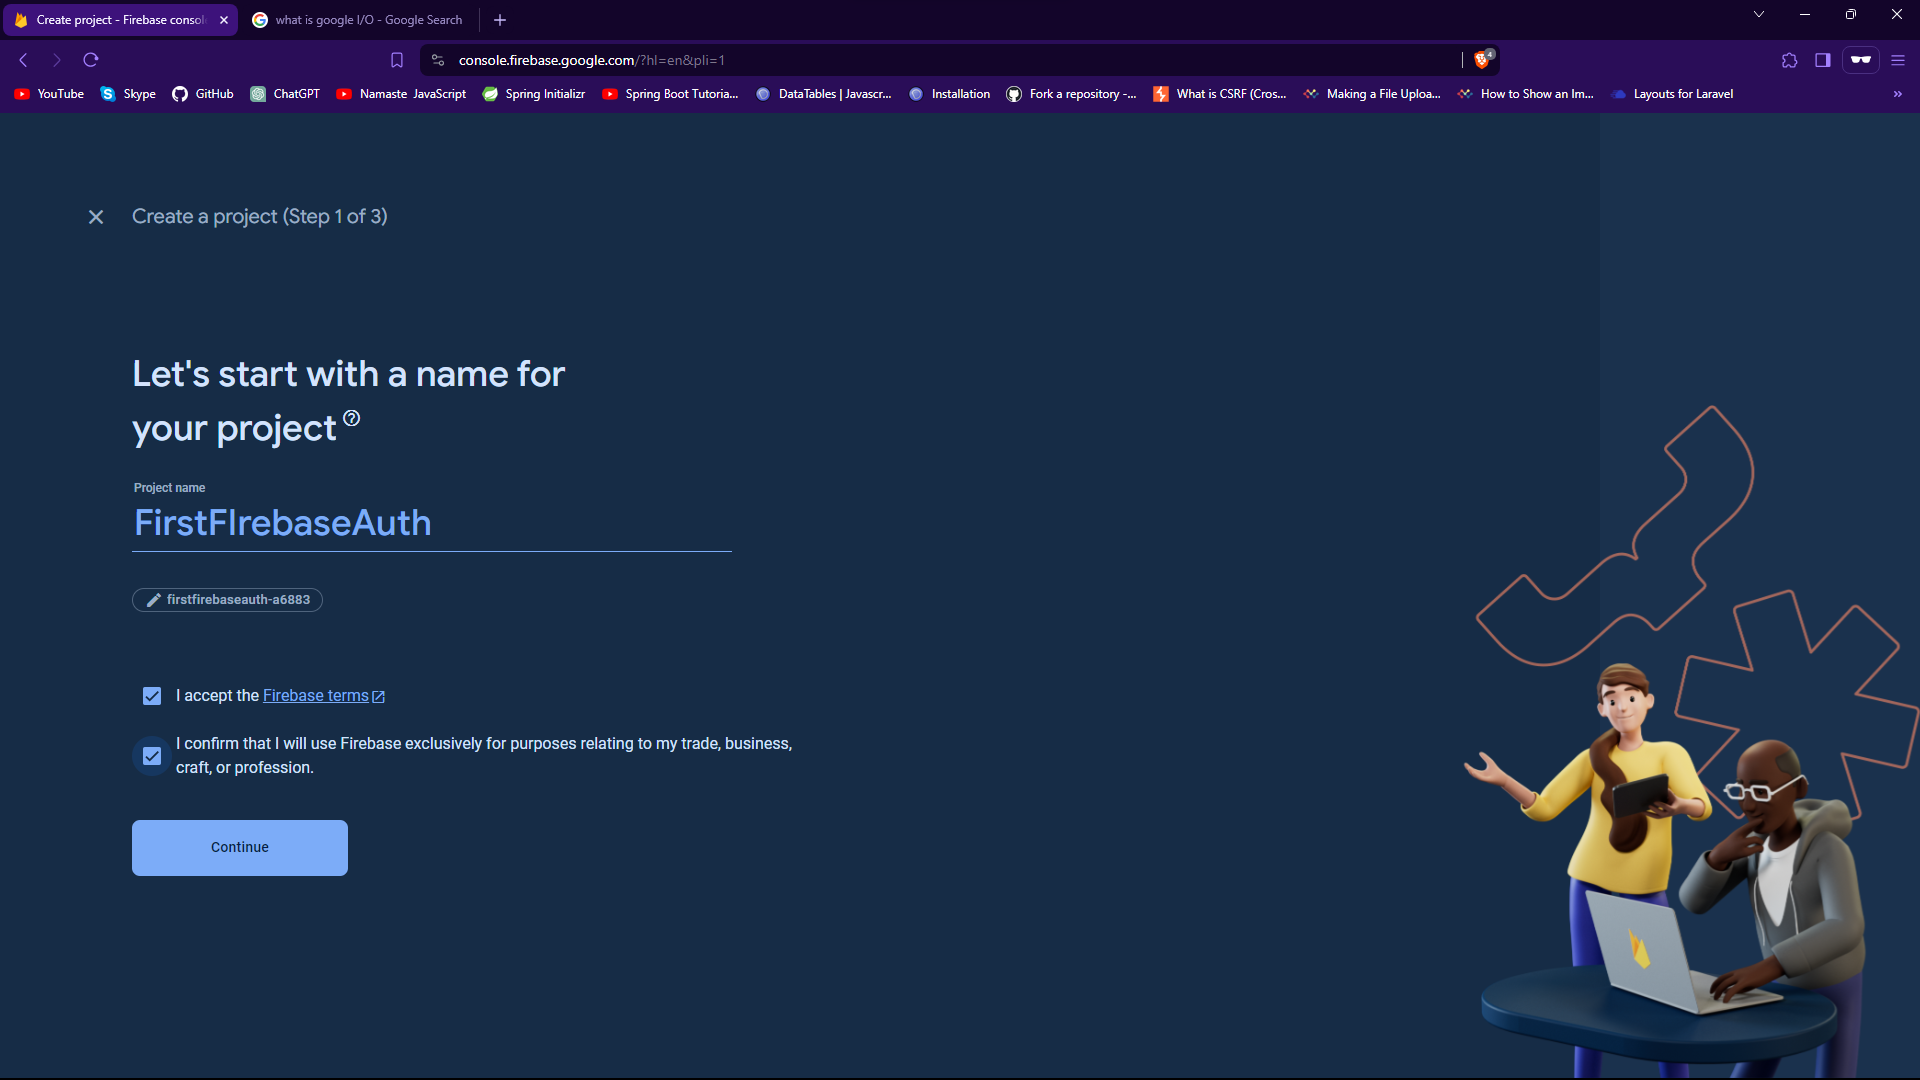 Create project - Firebase consol
what is google I/O - Google Search
console.firebase.google.com/?hl=en&pli=1
4
YouTube
Skype
GitHub
ChatGPT
Namaste JavaScript
Spring Initializr
Spring Boot Tutoria...
DataTables | Javascr...
Installation
Fork a repository -...
What is CSRF (Cros...
Making a File Uploa...
How to Show an Im...
Layouts for Laravel
Create a project (Step 1 of 3)
Let's start with a name for
your project
Project name
FirstFIrebaseAuth
firstfirebaseauth-a6883
I accept the Firebase terms
I confirm that I will use Firebase exclusively for purposes relating to my trade, business,
craft, or profession.
Continue